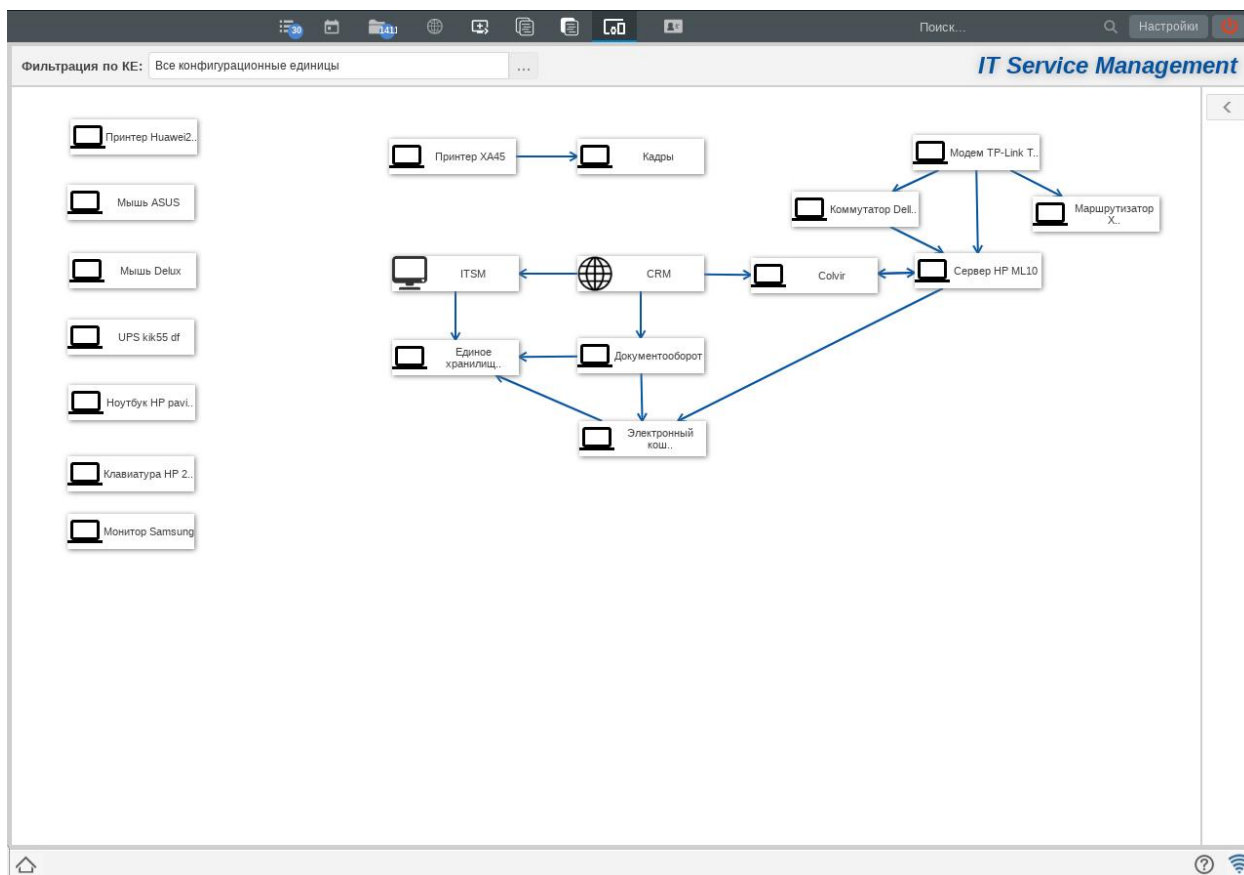 30
1411
Поиск...
Настройки
Фильтрация по КЕ:
Все конфигурационные единицы
...
IT Service Management
Принтер Huawei2..
Мышь ASUS
Мышь Delux
UPS kik55 df
Ноутбук HP pavi..
Клавиатура HP 2..
Монитор Samsung
Принтер XA45
Кадры
Модем TP-Link T..
Коммутатор Dell..
Маршрутизатор
X..
ITSM
CRM
Colvir
Сервер HP ML10
Единое
хранилищ..
Документооборот
Электронный
кош..